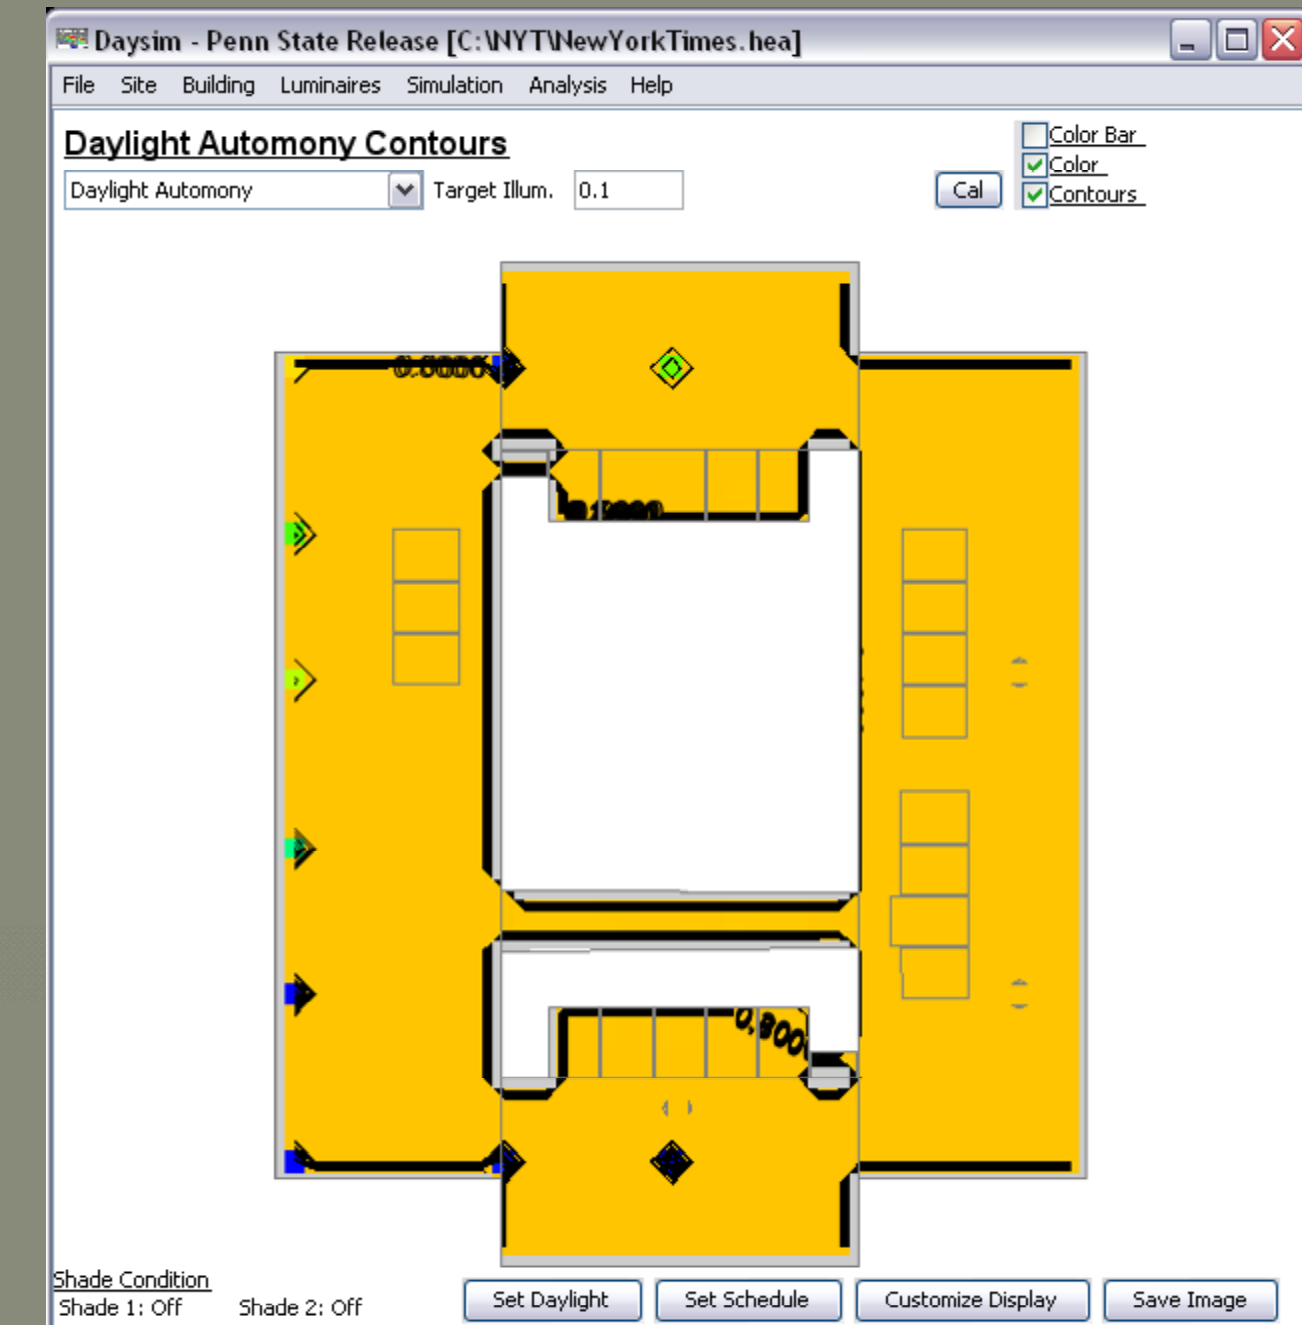 Daysim - Penn State Release [C:\NYT\NewYorkTimes.hea]
File Site Building Luminaires Simulation Analysis Help
Daylight Automony Contours
Color Bar
Color
Contours
Daylight Automony Target Illum. 0.1 Cal
Shade Condition
Shade 1: Off Shade 2: Off
Set Daylight Set Schedule Customize Display Save Image